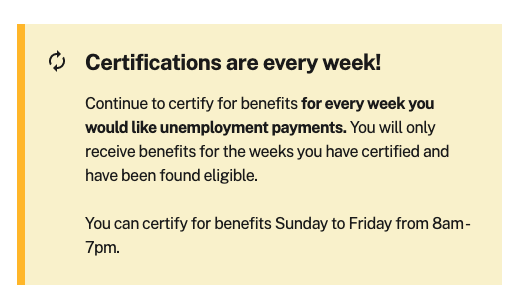 Certifications are every week!
Continue to certify for benefits for every week you
would like unemployment payments. You will only
receive benefits for the weeks you have certified and
have been found eligible.
You can certify for benefits Sunday to Friday from 8am-
7pm.